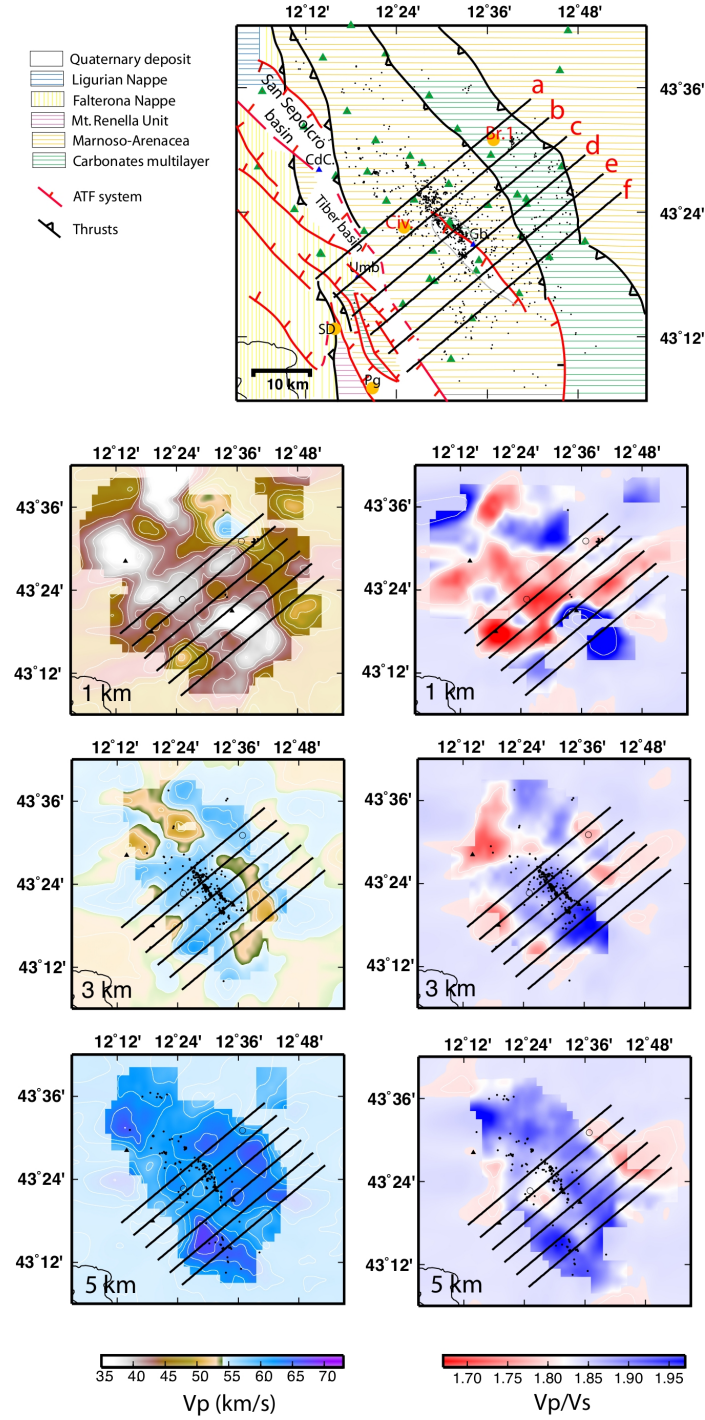 12˚12' 12˚24' 12˚36' 12˚48'
Quaternary deposit
Ligurian Nappe
Falterona Nappe
Mt. Renella Unit
Marnoso-Arenacea
Carbonates multilayer
ATF system
Thrusts
San Sepolcro
basin
CdC.
Tiber basin
Umb
SD
Pg
Civ.
Gb.
Br.1
a
b
c
d
e
f
10 km
43˚36'
43˚24'
43˚12'
12˚12' 12˚24' 12˚36' 12˚48'
43˚36'
43˚24'
43˚12'
1 km
12˚12' 12˚24' 12˚36' 12˚48'
43˚36'
43˚24'
43˚12'
1 km
12˚12' 12˚24' 12˚36' 12˚48'
43˚36'
43˚24'
43˚12'
3 km
12˚12' 12˚24' 12˚36' 12˚48'
43˚36'
43˚24'
43˚12'
3 km
12˚12' 12˚24' 12˚36' 12˚48'
43˚36'
43˚24'
43˚12'
5 km
12˚12' 12˚24' 12˚36' 12˚48'
43˚36'
43˚24'
43˚12'
5 km
35 40 45 50 55 65 70
Vp (km/s)
1.70 1.75 1.80 1.85 1.90 1.95
Vp/Vs